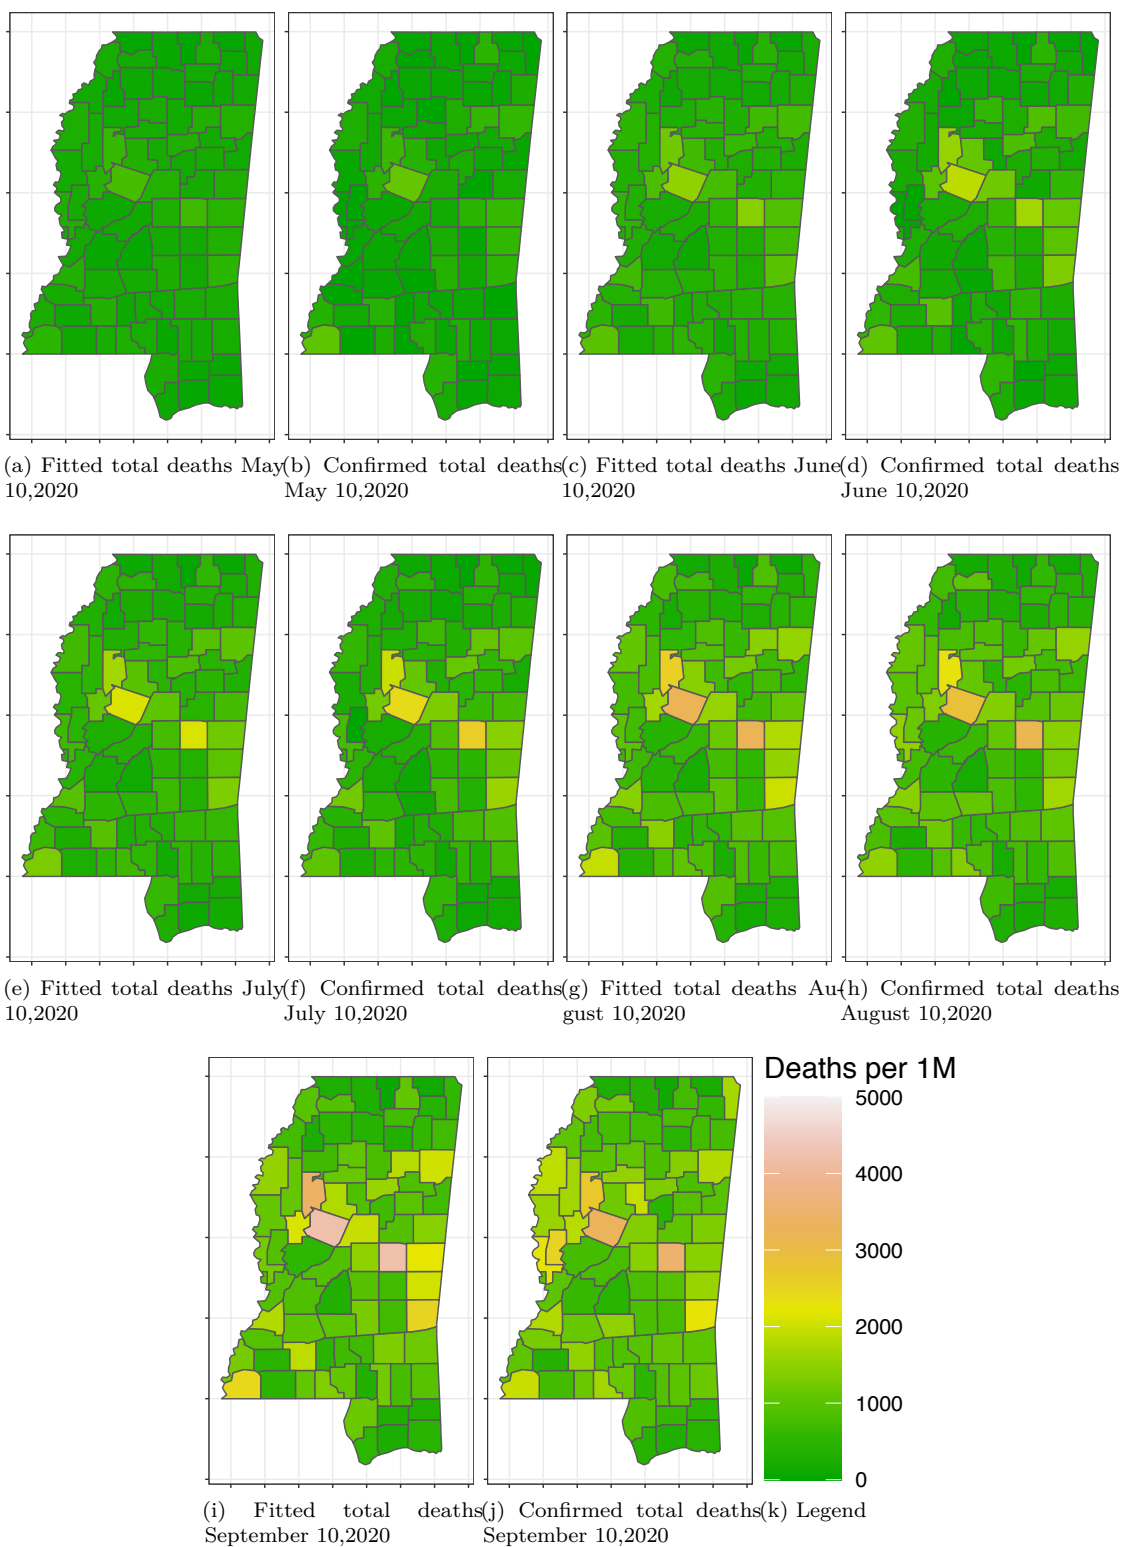 (a) Fitted total deaths May 10,2020
(b) Confirmed total deaths May 10,2020
(c) Fitted total deaths June 10,2020
(d) Confirmed total deaths June 10,2020
(e) Fitted total deaths July 10,2020
(f) Confirmed total deaths July 10,2020
(g) Fitted total deaths Au-
gust 10,2020
(h) Confirmed total deaths August 10,2020
Deaths per 1M
5000
4000
3000
2000
1000
0
(i) Fitted total deaths September 10,2020
(j) Confirmed total deaths September 10,2020
(k) Legend